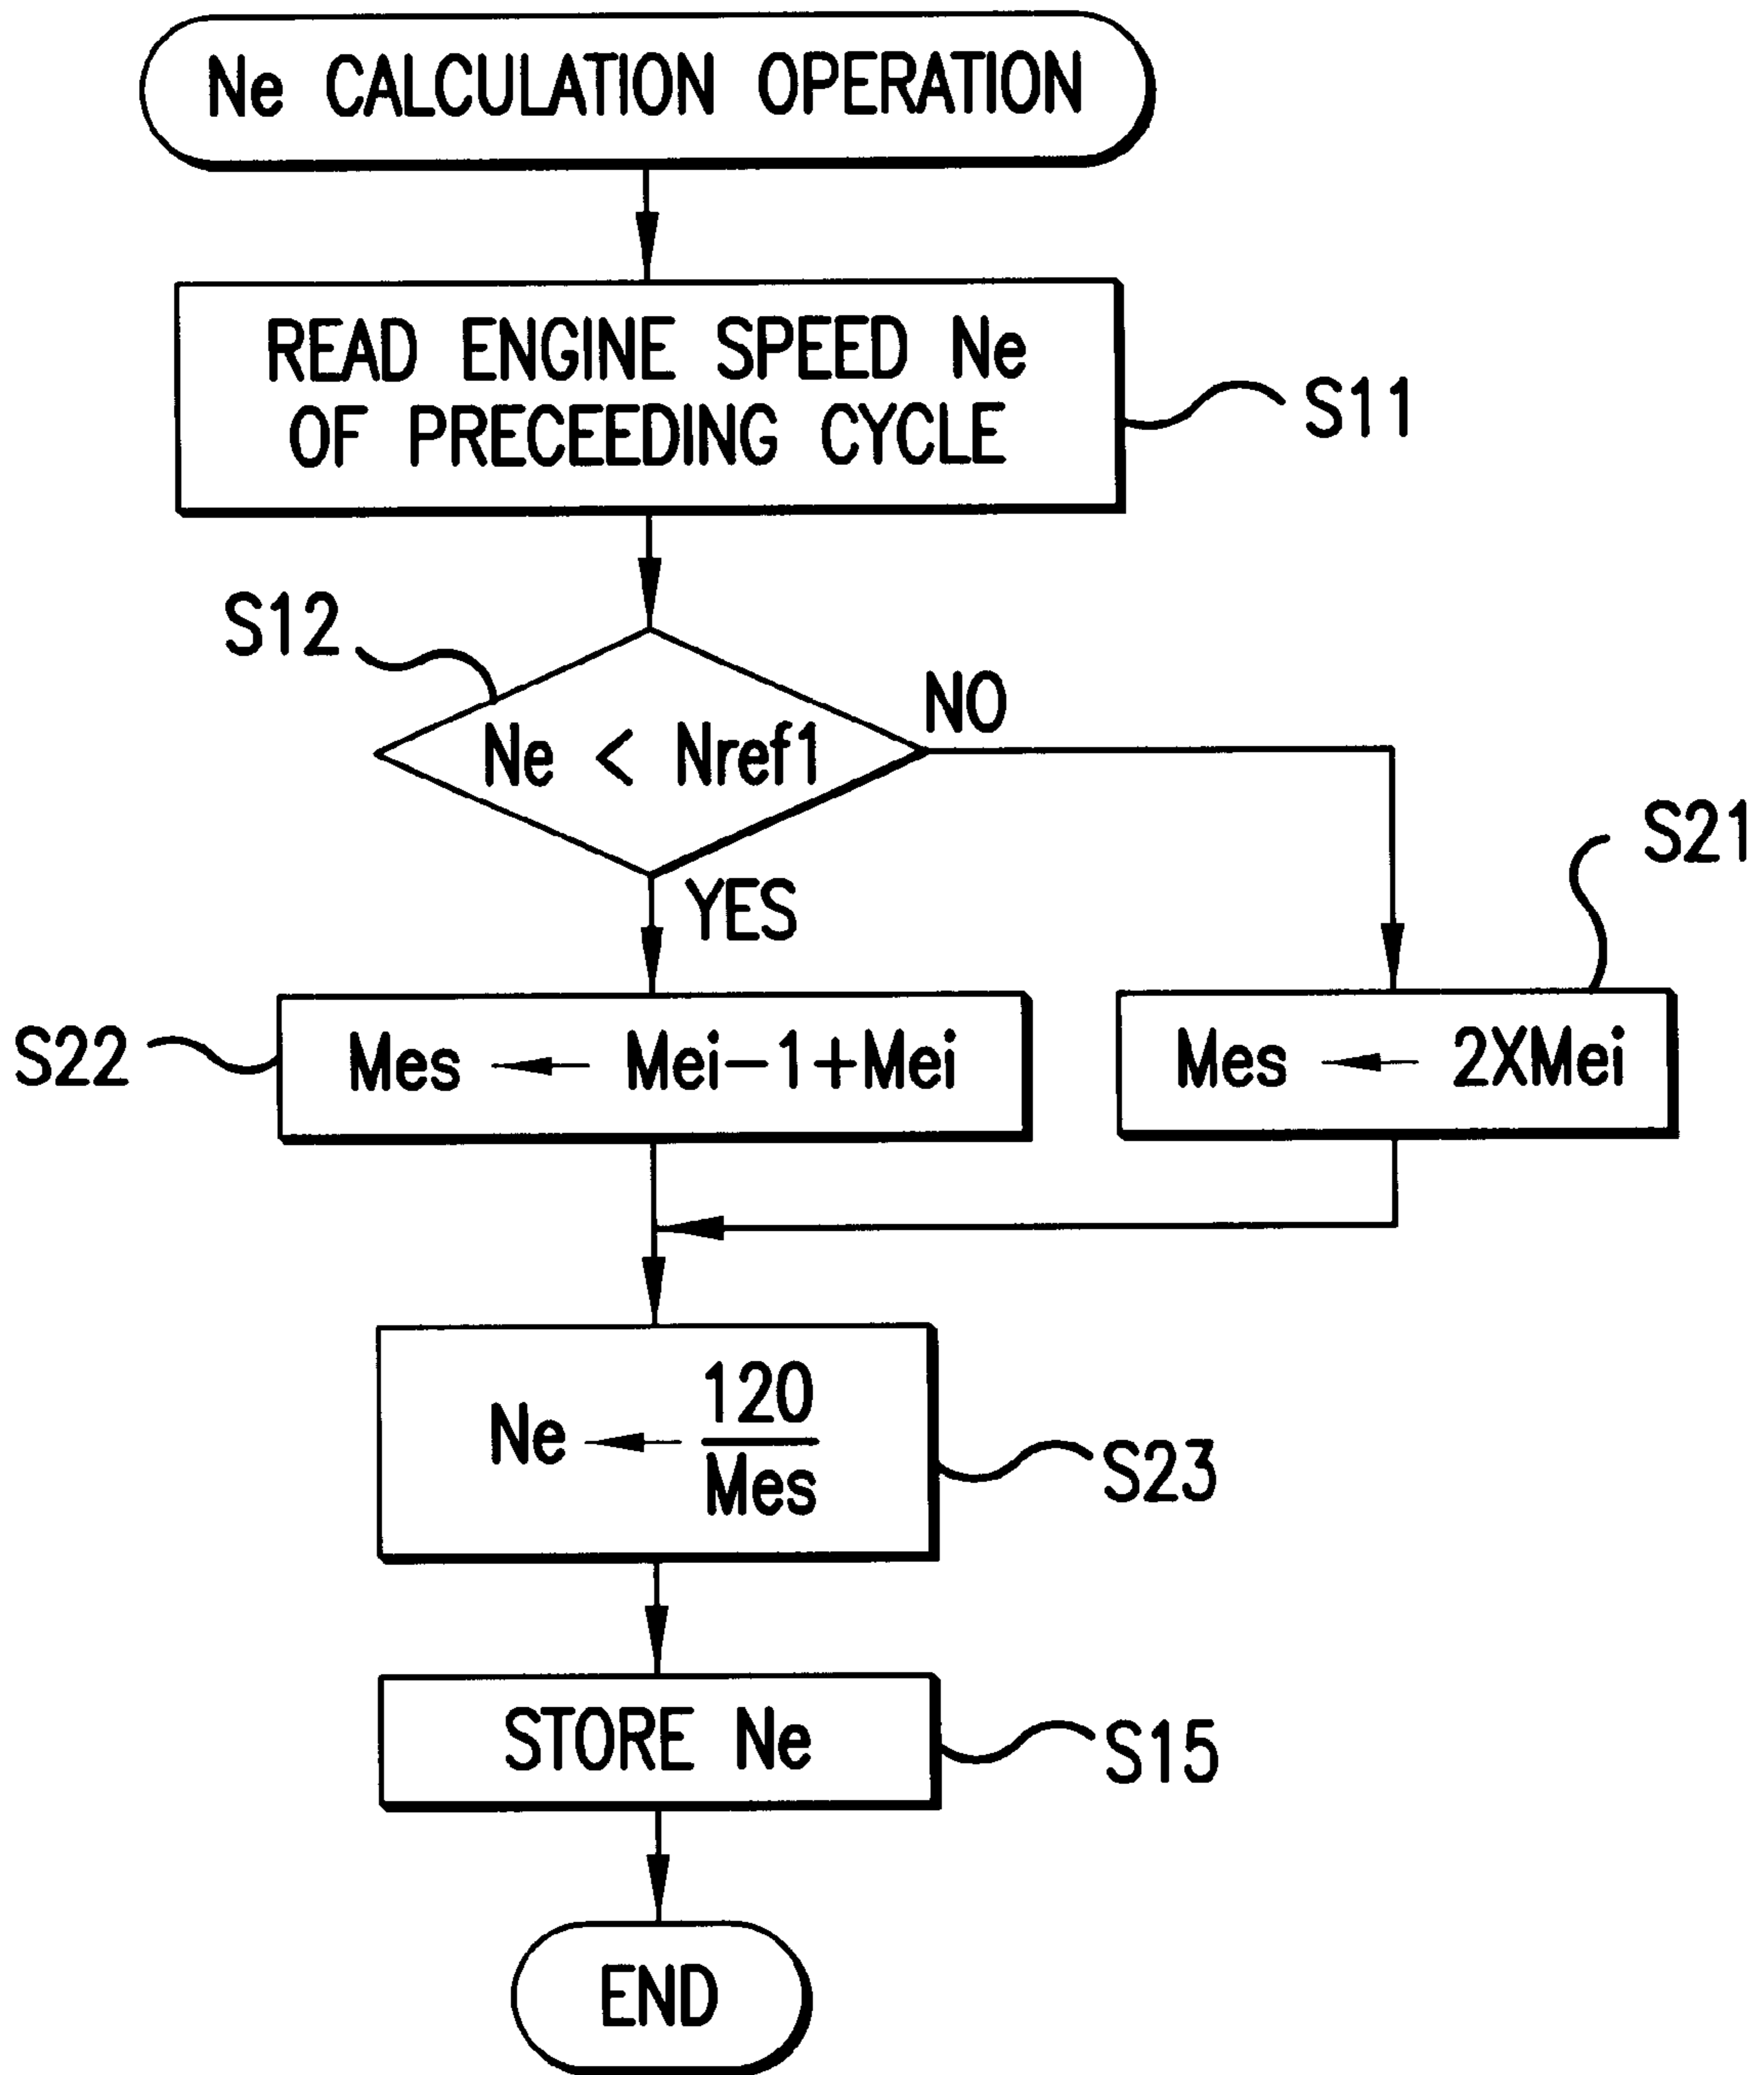 Ne CALCULATION OPERATION
READ ENGINE SPEED Ne
OF PRECEEDING CYCLE
S11
S12
Ne < Nref1
NO
YES
S21
S22
Mes ← Mei-1+Mei
Mes ← 2XMei
Ne ← 120
Mes
S23
STORE Ne
S15
END